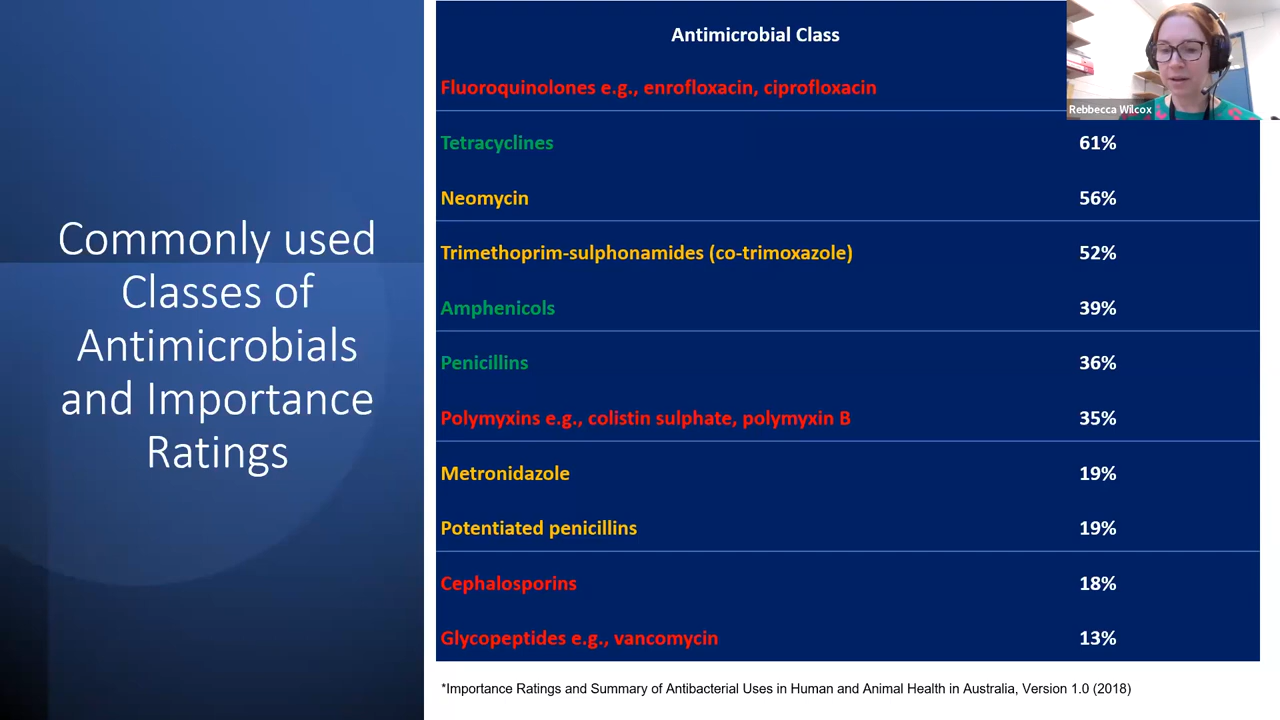 Commonly used
Classes of
Antimicrobials
and Importance
Ratings
Antimicrobial Class
Fluoroquinolones e.g., enrofloxacin, ciprofloxacin
Tetracyclines 61%
Neomycin 56%
Trimethoprim-sulphonamides (co-trimoxazole) 52%
Amphenicols 39%
Penicillins 36%
Polymyxins e.g., colistin sulphate, polymyxin B 35%
Metronidazole 19%
Potentiated penicillins 19%
Cephalosporins 18%
Glycopeptides e.g., vancomycin 13%
*Importance Ratings and Summary of Antibacterial Uses in Human and Animal Health in Australia, Version 1.0 (2018)
Rebbecca Wilcox